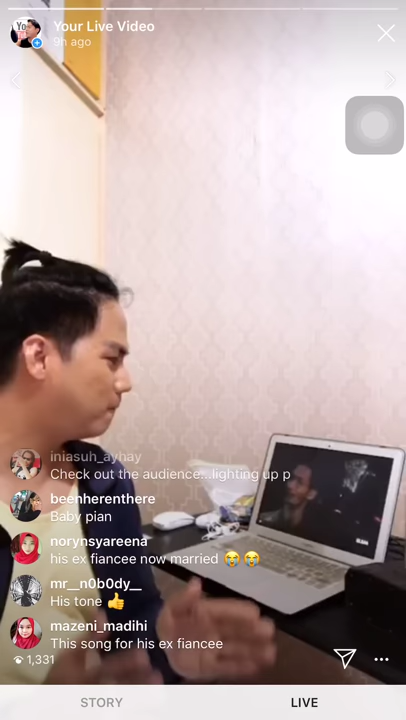 Your Live Video
9h ago
iniasuh_ayhay
Check out the audience...lighting up p
beenherenthere
Baby pian
norynsyareena
his ex fiancee now married 😭😭
mr__n0b0dy__
His tone 👍
mazeni_madihi
This song for his ex fiancee
1,331
STORY
LIVE